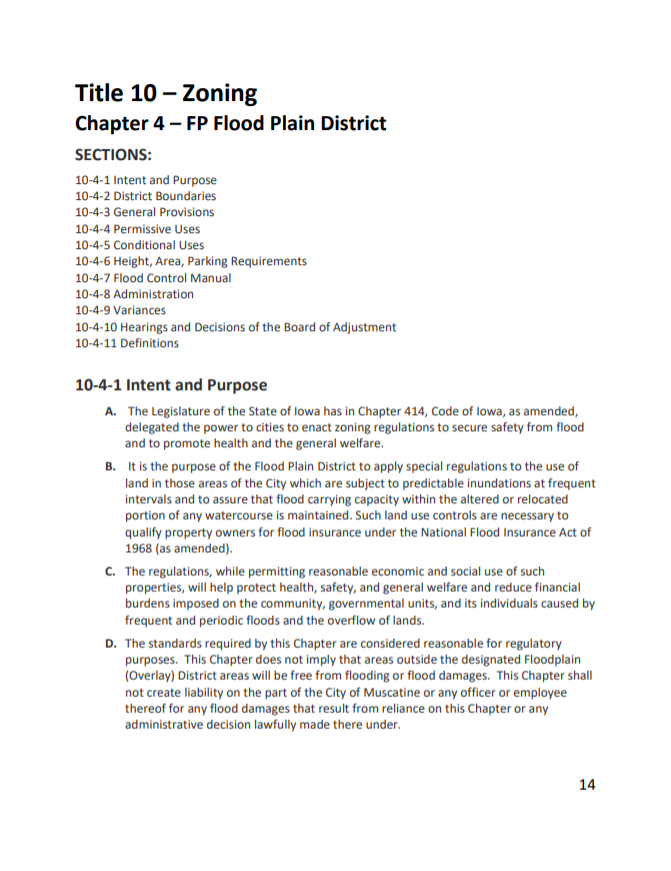 Title 10 – Zoning
Chapter 4 – FP Flood Plain District
SECTIONS:
10-4-1 Intent and Purpose
10-4-2 District Boundaries
10-4-3 General Provisions
10-4-4 Permissive Uses
10-4-5 Conditional Uses
10-4-6 Height, Area, Parking Requirements
10-4-7 Flood Control Manual
10-4-8 Administration
10-4-9 Variances
10-4-10 Hearings and Decisions of the Board of Adjustment
10-4-11 Definitions
10-4-1 Intent and Purpose
A. The Legislature of the State of Iowa has in Chapter 414, Code of Iowa, as amended,
delegated the power to cities to enact zoning regulations to secure safety from flood
and to promote health and the general welfare.
B. It is the purpose of the Flood Plain District to apply special regulations to the use of
land in those areas of the City which are subject to predictable inundations at frequent
intervals and to assure that flood carrying capacity within the altered or relocated
portion of any watercourse is maintained. Such land use controls are necessary to
qualify property owners for flood insurance under the National Flood Insurance Act of
1968 (as amended).
C. The regulations, while permitting reasonable economic and social use of such
properties, will help protect health, safety, and general welfare and reduce financial
burdens imposed on the community, governmental units, and its individuals caused by
frequent and periodic floods and the overflow of lands.
D. The standards required by this Chapter are considered reasonable for regulatory
purposes. This Chapter does not imply that areas outside the designated Floodplain
(Overlay) District areas will be free from flooding or flood damages. This Chapter shall
not create liability on the part of the City of Muscatine or any officer or employee
thereof for any flood damages that result from reliance on this Chapter or any
administrative decision lawfully made there under.
14